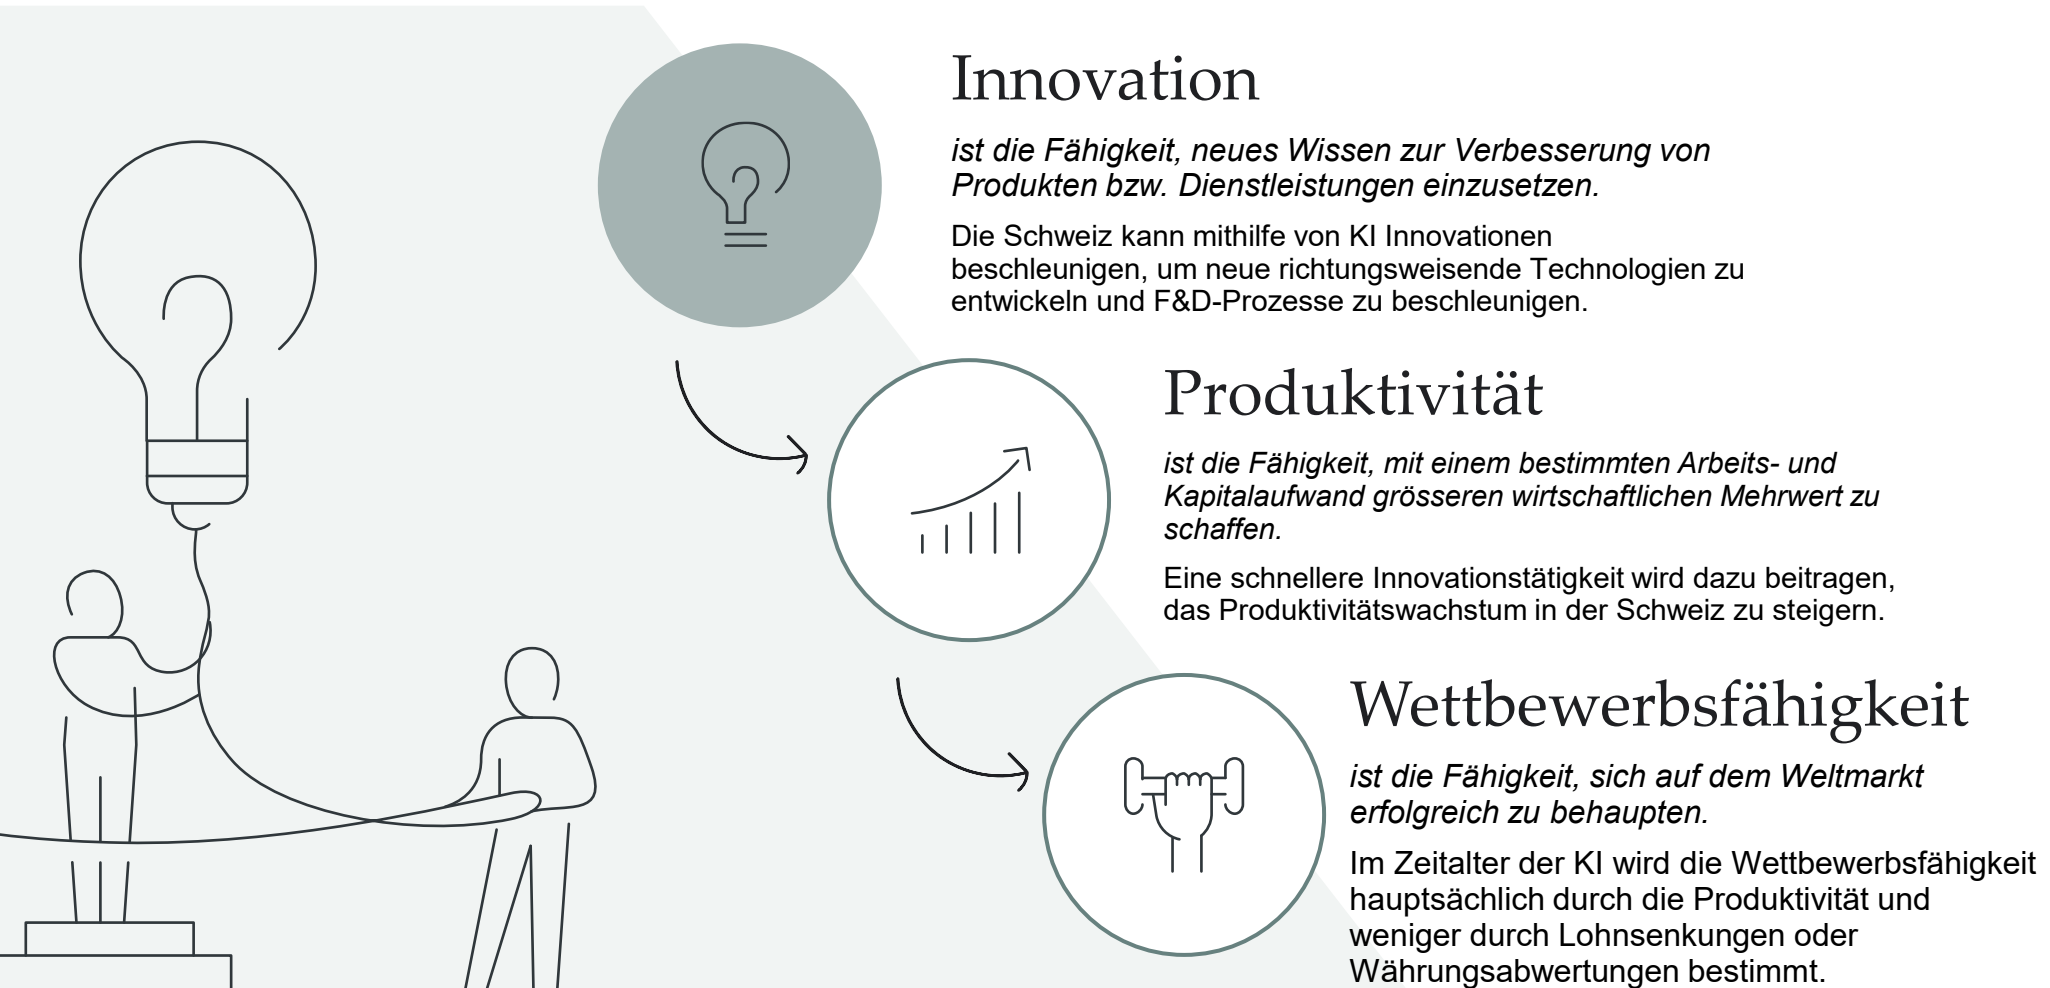 Innovation
ist die Fähigkeit, neues Wissen zur Verbesserung von
Produkten bzw. Dienstleistungen einzusetzen.
Die Schweiz kann mithilfe von KI Innovationen
beschleunigen, um neue richtungsweisende Technologien zu
entwickeln und F&D-Prozesse zu beschleunigen.
Produktivität
ist die Fähigkeit, mit einem bestimmten Arbeits- und
Kapitalaufwand grösseren wirtschaftlichen Mehrwert zu
schaffen.
Eine schnellere Innovationstätigkeit wird dazu beitragen,
das Produktivitätswachstum in der Schweiz zu steigern.
Wettbewerbsfähigkeit
ist die Fähigkeit, sich auf dem Weltmarkt
erfolgreich zu behaupten.
Im Zeitalter der KI wird die Wettbewerbsfähigkeit
hauptsächlich durch die Produktivität und
weniger durch Lohnsenkungen oder
Währungsabwertungen bestimmt.